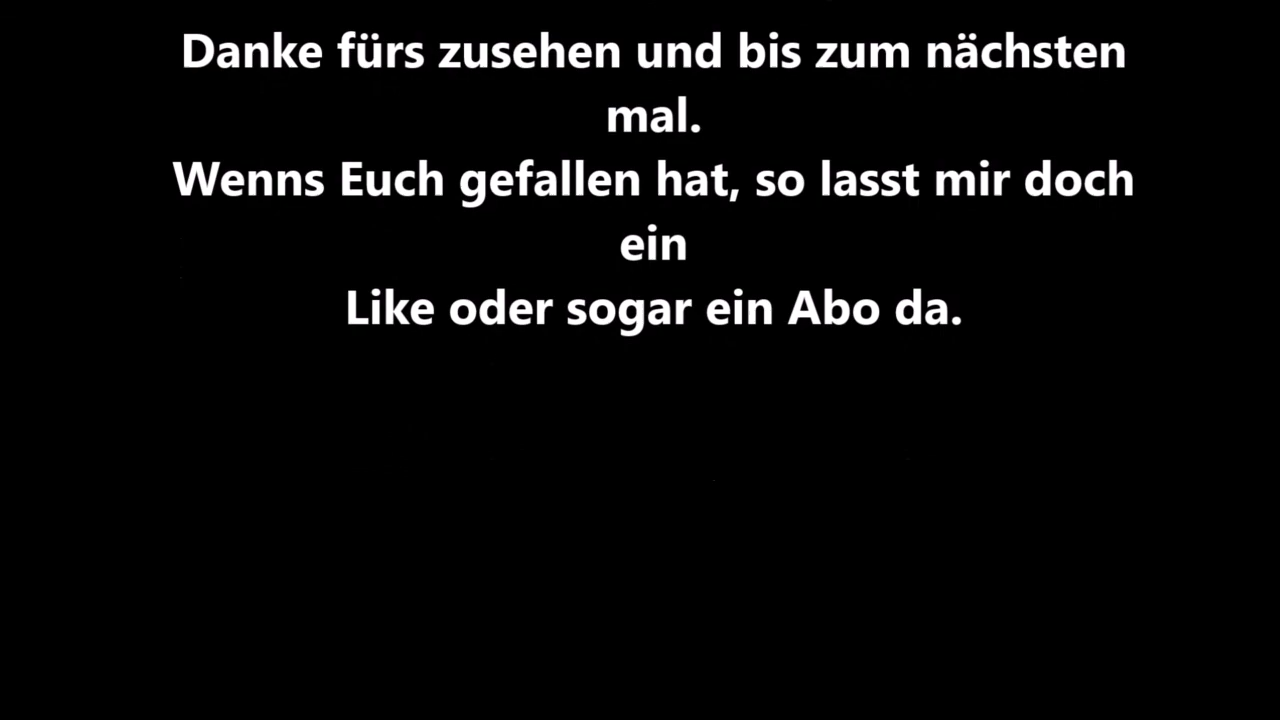 Danke fürs zusehen und bis zum nächsten
mal.
Wenns Euch gefallen hat, so lasst mir doch
ein
Like oder sogar ein Abo da.